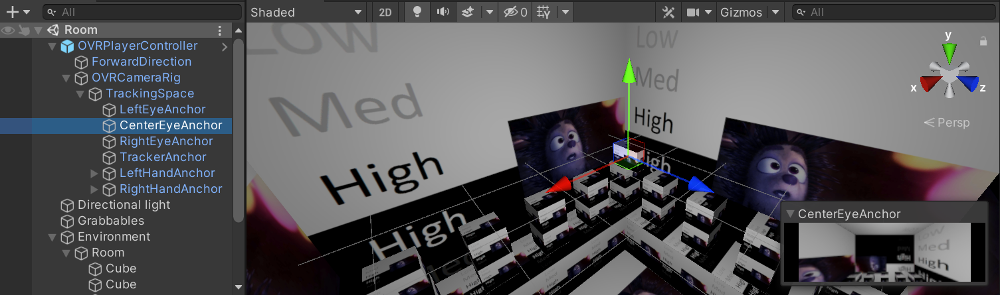 All
Room
OVRPlayerController
ForwardDirection
OVRCameraRig
TrackingSpace
LeftEyeAnchor
CenterEyeAnchor
RightEyeAnchor
TrackerAnchor
LeftHandAnchor
RightHandAnchor
Directional light
Grabbables
Environment
Room
Cube
Cube
Shaded
2D
0
Gizmos
All
Low
Med
High
High
Low
Med
High
High
y
x
z
Persp
CenterEyeAnchor
Low
Med
High